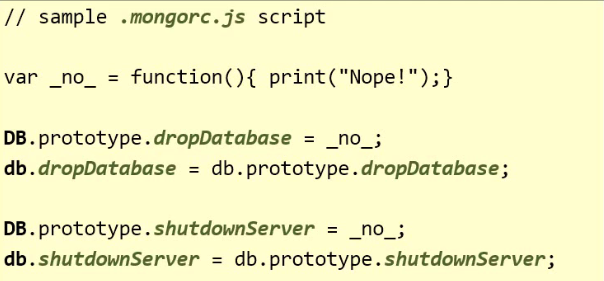 // sample .mongorc.js script
var _no_ = function(){ print("Nope!");}
DB.prototype.dropDatabase = _no_;
db.dropDatabase = db.prototype.dropDatabase;
DB.prototype.shutdownServer = _no_;
db.shutdownServer = db.prototype.shutdownServer;